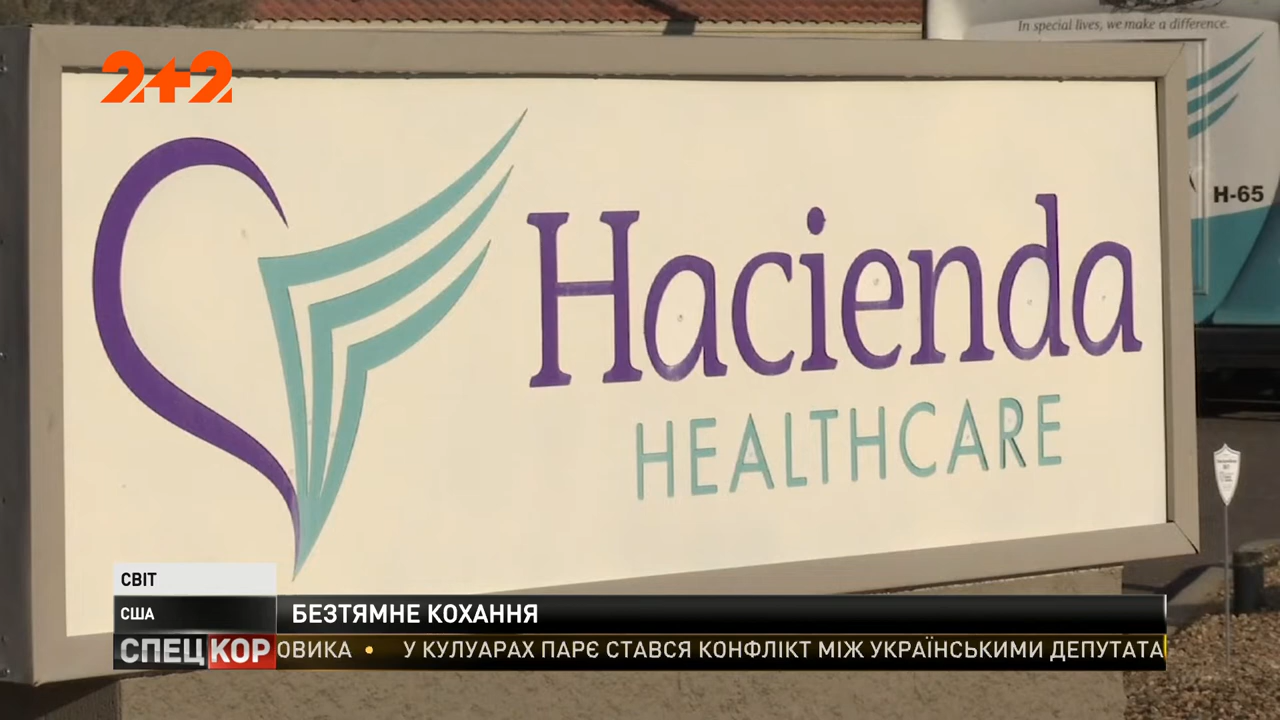 In special lives, we make a difference.
2+2
H-65
Hacienda
HEALTHCARE
СВІТ
США
БЕЗТЯМНЕ КОХАННЯ
СПЕЦКОР
ОВИКА • У КУЛУАРАХ ПАРЄ СТАВСЯ КОНФЛІКТ МІЖ УКРАЇНСЬКИМИ ДЕПУТАТА